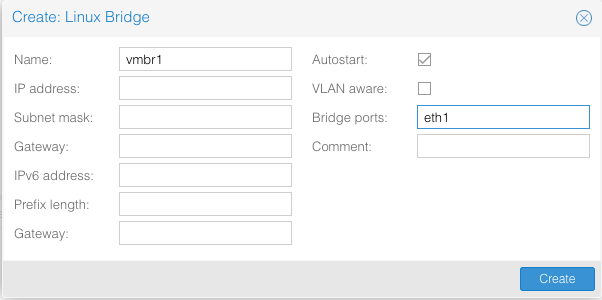 Create: Linux Bridge
Name: vmbr1
IP address:
Subnet mask:
Gateway:
IPv6 address:
Prefix length:
Gateway:
Autostart:
VLAN aware:
Bridge ports: eth1
Comment:
Create